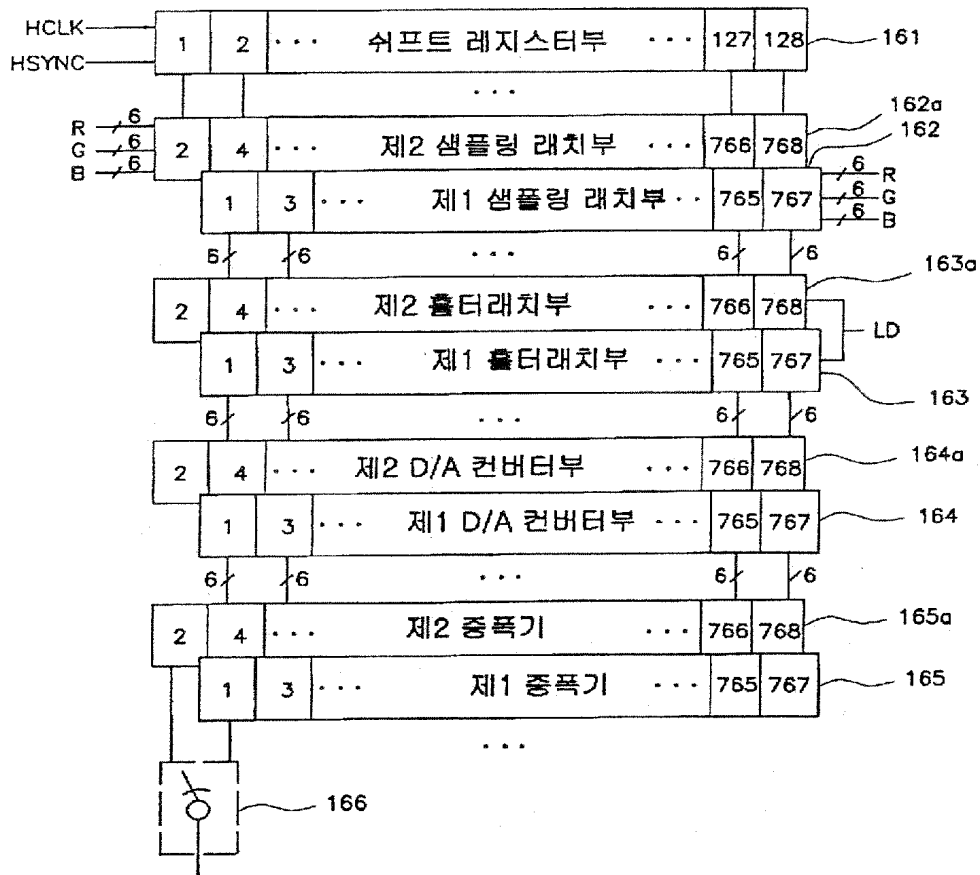 HCLK
HSYNC
1 2 ··· 쉬프트 레지스터부 ··· 127 128
161
···
162a
162
R 6
G 6
B 6
2 4 ··· 제2 샘플링 래치부 ··· 766 768
1 3 ··· 제1 샘플링 래치부 ·· 765 767
6 R
6 G
6 B
6 6 ··· 6 6
163a
2 4 ··· 제2 홀터래치부 ··· 766 768
LD
1 3 ··· 제1 홀터래치부 ··· 765 767
163
6 6 ··· 6 6
2 4 ··· 제2 D/A 컨버터부 ··· 766 768
164a
1 3 ··· 제1 D/A 컨버터부 ··· 765 767
164
6 6 ··· 6 6
2 4 ··· 제2 증폭기 ··· 766 768
165a
1 3 ··· 제1 증폭기 ··· 765 767
165
···
166